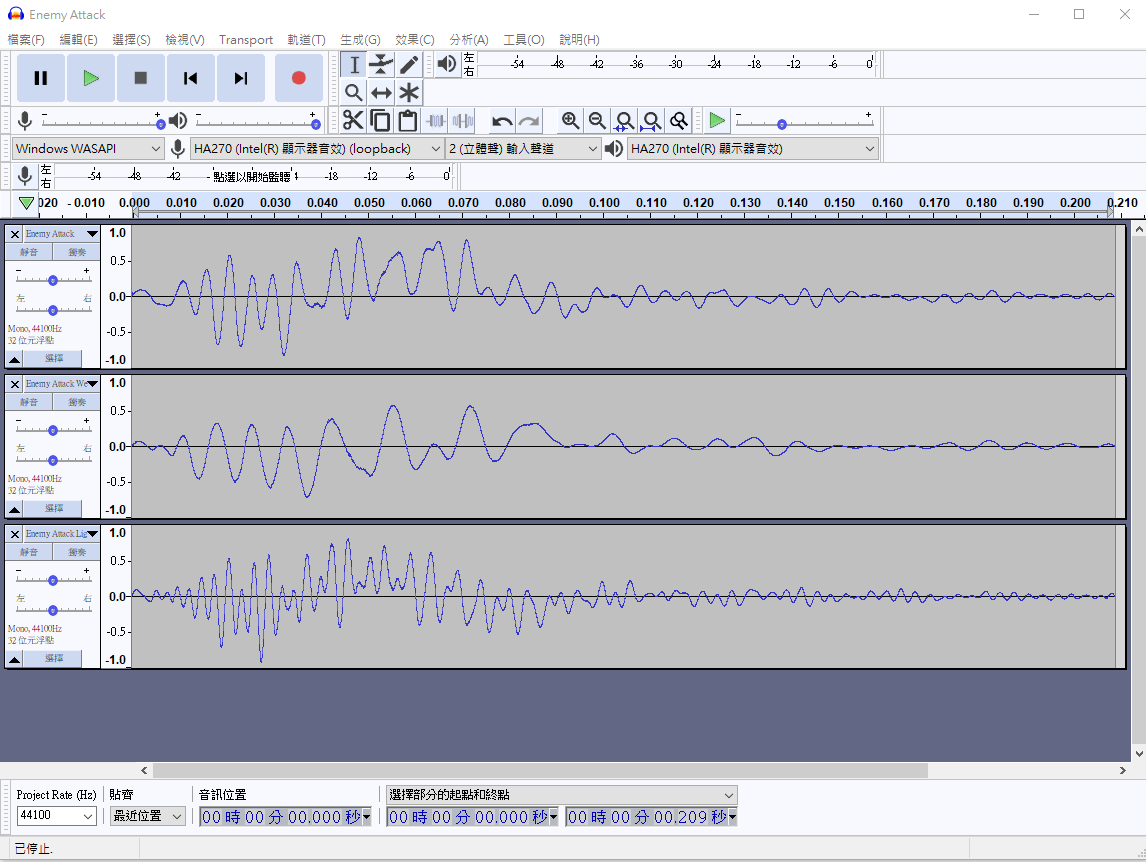 Enemy Attack
檔案(F) 編輯(E) 選擇(S) 檢視(V) Transport 軌道(T) 生成(G) 效果(C) 分析(A) 工具(O) 說明(H)
左
右
-54 -48 -42 -36 -30 -24 -18 -12 -6 0
- + - + - +
Windows WASAPI HA270 (Intel(R) 顯示器音效) (loopback) 2 (立體聲) 輸入聲道 HA270 (Intel(R) 顯示器音效)
左
右
-54 -48 -42 - 點選以開始監聽 ! -18 -12 -6 0
020 - 0.010 0.000 0.010 0.020 0.030 0.040 0.050 0.060 0.070 0.080 0.090 0.100 0.110 0.120 0.130 0.140 0.150 0.160 0.170 0.180 0.190 0.200 0.210
Enemy Attack
靜音 獨奏
- +
左 右
Mono, 44100Hz
32 位元浮點
選擇
1.0
0.5
0.0
-0.5
-1.0
Enemy Attack We
靜音 獨奏
- +
左 右
Mono, 44100Hz
32 位元浮點
選擇
1.0
0.5
0.0
-0.5
-1.0
Enemy Attack Lig
靜音 獨奏
- +
左 右
Mono, 44100Hz
32 位元浮點
選擇
1.0
0.5
0.0
-0.5
-1.0
Project Rate (Hz) 貼齊 音訊位置 選擇部分的起點和終點
44100 最近位置 00 時 00 分 00.000 秒 00 時 00 分 00.000 秒 00 時 00 分 00.209 秒
已停止.